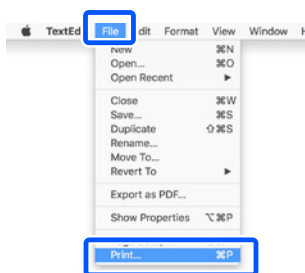 TextEd File dit Format View Window
New ⌘N
Open... ⌘O
Open Recent ▶
Close ⌘W
Save... ⌘S
Duplicate ⇧⌘S
Rename...
Move To...
Revert To ▶
Export as PDF...
Show Properties ⌥⌘P
Print... ⌘P